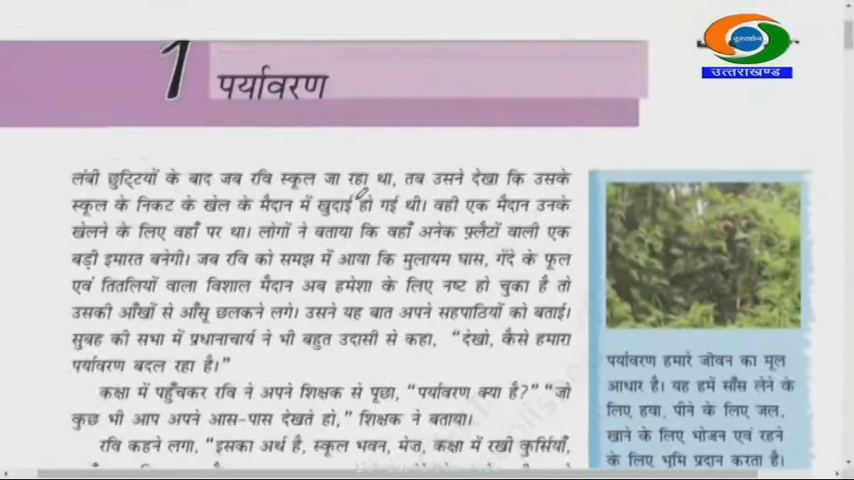 दूरदर्शन
उत्तराखण्ड
1
पर्यावरण
लंबी छुट्टियों के बाद जब रवि स्कूल जा रहा था, तब उसने देखा कि उसके
स्कूल के निकट के खेल के मैदान में खुदाई हो गई थी। वही एक मैदान उनके
खेलने के लिए वहाँ पर था। लोगों ने बताया कि वहाँ अनेक फ़्लैटों वाली एक
बड़ी इमारत बनेगी। जब रवि को समझ में आया कि मुलायम घास, गेंदे के फूल
एवं तितलियों वाला विशाल मैदान अब हमेशा के लिए नष्ट हो चुका है तो
उसकी आँखों से आँसू छलकने लगे। उसने यह बात अपने सहपाठियों को बताई।
सुबह की सभा में प्रधानाचार्य ने भी बहुत उदासी से कहा, “देखो, कैसे हमारा
पर्यावरण बदल रहा है।”
कक्षा में पहुँचकर रवि ने अपने शिक्षक से पूछा, “पर्यावरण क्या है?” “जो
कुछ भी आप अपने आस-पास देखते हो,” शिक्षक ने बताया।
रवि कहने लगा, “इसका अर्थ है, स्कूल भवन, मेज़, कक्षा में रखी कुर्सियाँ,
पर्यावरण हमारे जीवन का मूल
आधार है। यह हमें साँस लेने के
लिए हवा, पीने के लिए जल,
खाने के लिए भोजन एवं रहने
के लिए भूमि प्रदान करता है।